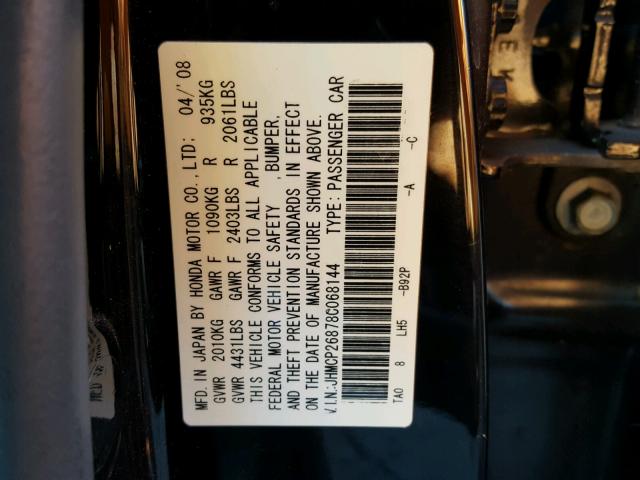 MFD. IN JAPAN BY HONDA MOTOR CO., LTD: 04/'08
GVWR 2010KG GAWR F 1090KG R 935KG
GVWR 4431LBS GAWR F 2403LBS R 2061LBS
THIS VEHICLE CONFORMS TO ALL APPLICABLE
FEDERAL MOTOR VEHICLE SAFETY ,BUMPER,
AND THEFT PREVENTION STANDARDS IN EFFECT
ON THE DATE OF MANUFACTURE SHOWN ABOVE.
V.I.N.:JHMCP26878C068144 TYPE: PASSENGER CAR
TA0 8 LH5 -B92P -A -C